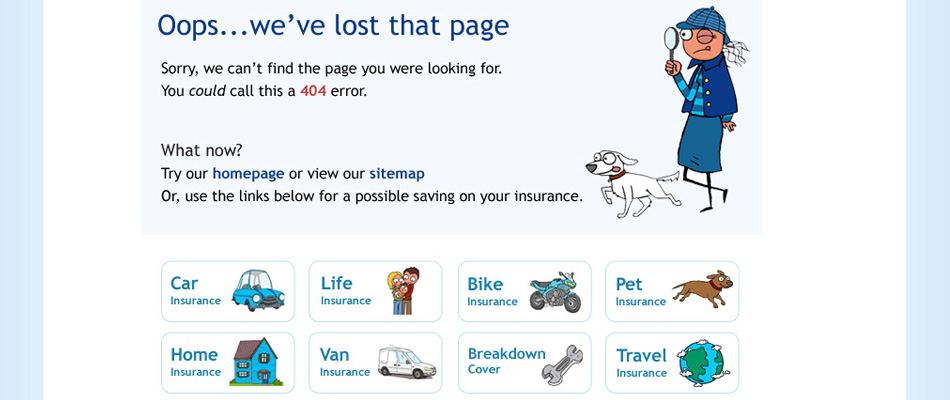 Oops...we’ve lost that page
Sorry, we can’t find the page you were looking for.
You could call this a 404 error.
What now?
Try our homepage or view our sitemap
Or, use the links below for a possible saving on your insurance.
Car
Insurance
Life
Insurance
Bike
Insurance
Pet
Insurance
Home
Insurance
Van
Insurance
Breakdown
Cover
Travel
Insurance